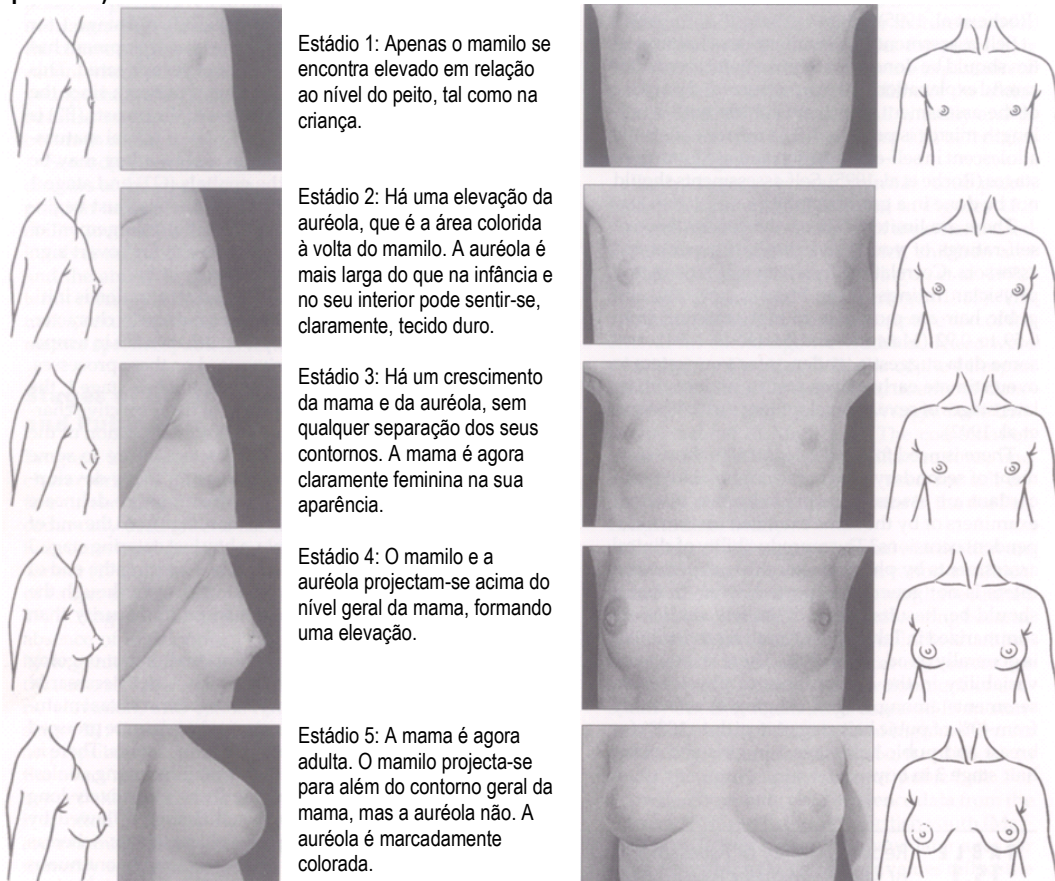 Estádio 1: Apenas o mamilo se
encontra elevado em relação
ao nível do peito, tal como na
criança.
Estádio 2: Há uma elevação da
auréola, que é a área colorida
à volta do mamilo. A auréola é
mais larga do que na infância e
no seu interior pode sentir-se,
claramente, tecido duro.
Estádio 3: Há um crescimento
da mama e da auréola, sem
qualquer separação dos seus
contornos. A mama é agora
claramente feminina na sua
aparência.
Estádio 4: O mamilo e a
auréola projectam-se acima do
nível geral da mama, formando
uma elevação.
Estádio 5: A mama é agora
adulta. O mamilo projecta-se
para além do contorno geral da
mama, mas a auréola não. A
auréola é marcadamente
colorada.